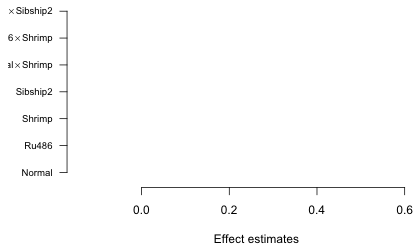 ×Sibship2
6×Shrimp
al×Shrimp
Sibship2
Shrimp
Ru486
Normal
0.0 0.2 0.4 0.6
Effect estimates